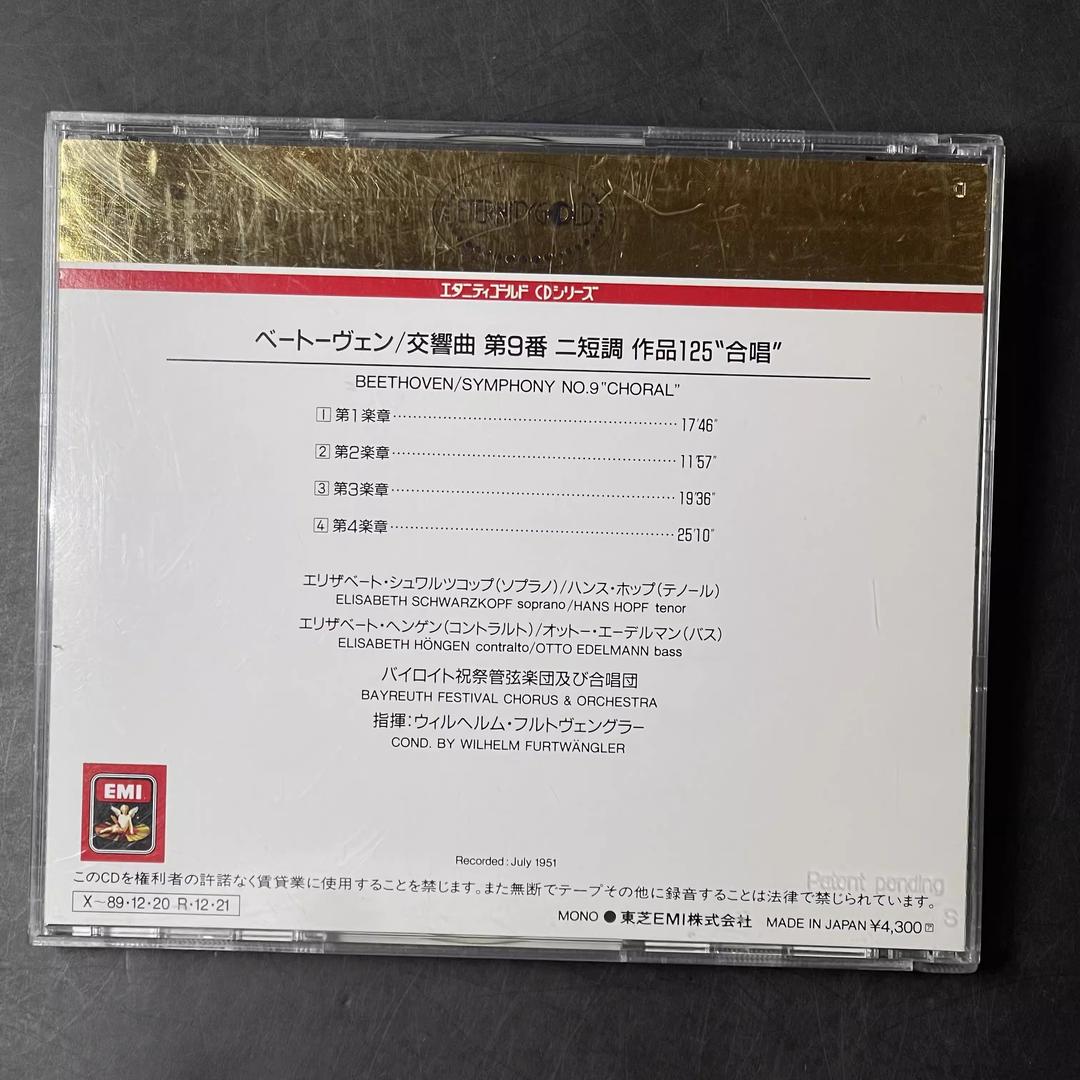 ETERNITY GOLD
エタニティゴールド CDシリーズ
ベートーヴェン/交響曲 第9番 ニ短調 作品125〝合唱〟
BEETHOVEN/SYMPHONY NO.9 "CHORAL"
1 第1楽章 17'46"
2 第2楽章 11'57"
3 第3楽章 19'36"
4 第4楽章 25'10"
エリザベート・シュワルツコップ(ソプラノ)/ハンス・ホップ(テノール)
ELISABETH SCHWARZKOPF soprano/HANS HOPF tenor
エリザベート・ヘンゲン(コントラルト)/オットー・エーデルマン(バス)
ELISABETH HÖNGEN contralto/OTTO EDELMANN bass
バイロイト祝祭管弦楽団及び合唱団
BAYREUTH FESTIVAL CHORUS & ORCHESTRA
指揮:ウィルヘルム・フルトヴェングラー
COND. BY WILHELM FURTWÄNGLER
EMI
Recorded: July 1951
Patent pending
このCDを権利者の許諾なく賃貸業に使用することを禁じます。また無断でテープその他に録音することは法律で禁じられています。
X~89・12・20 R・12・21
S
MONO ● 東芝EMI株式会社 MADE IN JAPAN ¥4,300